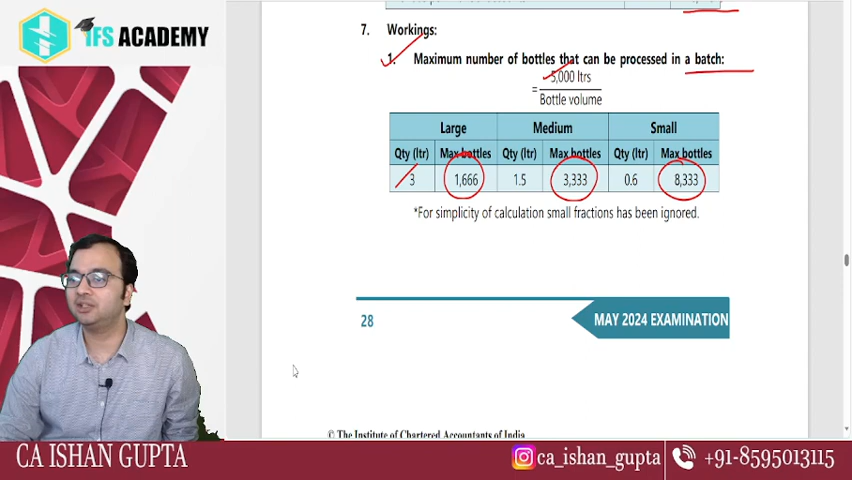 IFS ACADEMY
7. Workings:
1. Maximum number of bottles that can be processed in a batch:
= 5,000 ltrs
Bottle volume
Large Medium Small
Qty (ltr) Max bottles Qty (ltr) Max bottles Qty (ltr) Max bottles
3 1,666 1.5 3,333 0.6 8,333
*For simplicity of calculation small fractions has been ignored.
28 MAY 2024 EXAMINATION
© The Institute of Chartered Accountants of India
CA ISHAN GUPTA ca_ishan_gupta +91-8595013115